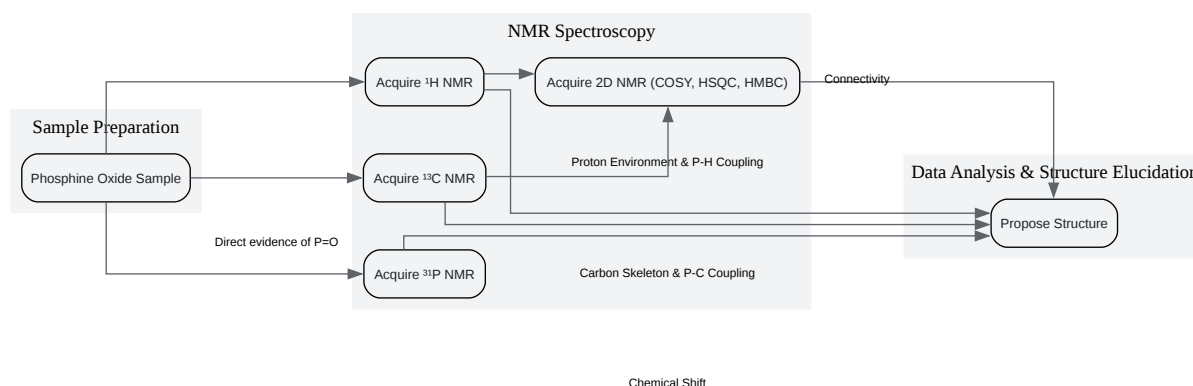 NMR Spectroscopy
Acquire ¹H NMR
Acquire 2D NMR (COSY, HSQC, HMBC)
Connectivity
Sample Preparation
Phosphine Oxide Sample
Acquire ¹³C NMR
Proton Environment & P-H Coupling
Data Analysis & Structure Elucidation
Propose Structure
Direct evidence of P=O
Acquire ³¹P NMR
Carbon Skeleton & P-C Coupling
Chemical Shift